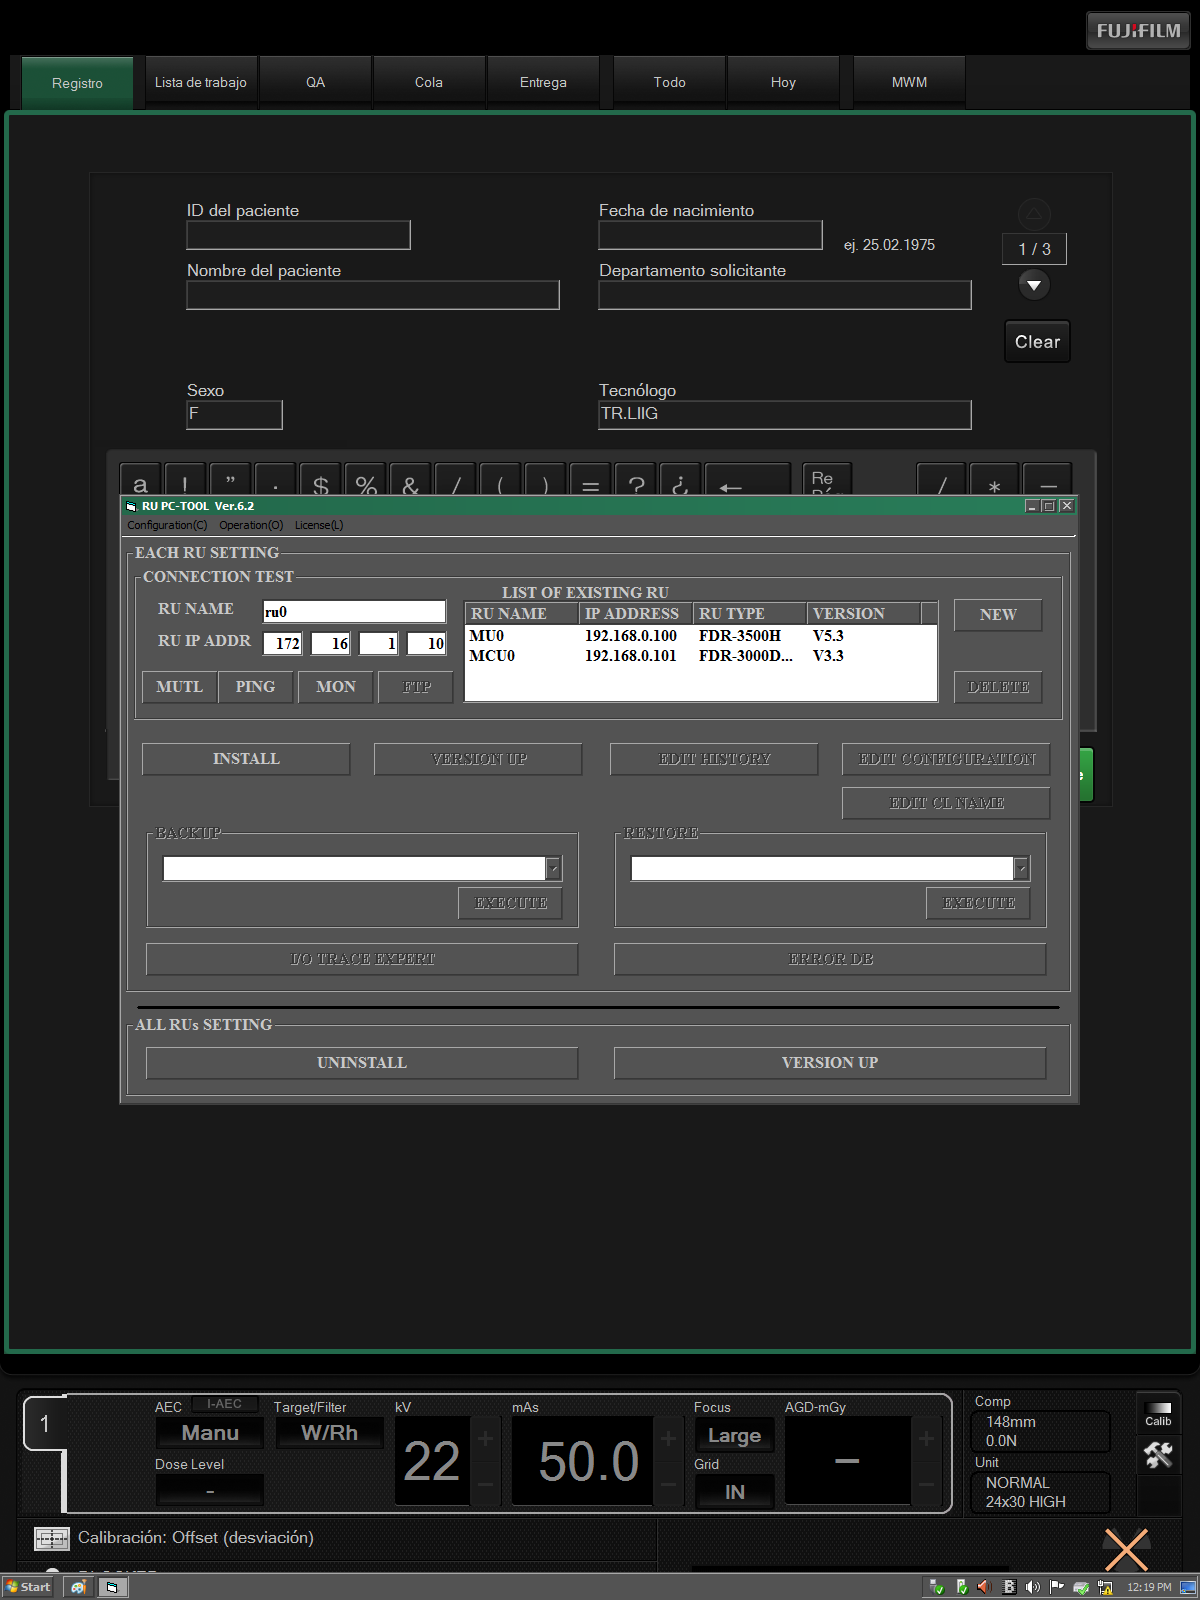 FUJIFILM
Registro
Lista de trabajo
QA
Cola
Entrega
Todo
Hoy
MWM
ID del paciente
Fecha de nacimiento
ej. 25.02.1975
1 / 3
Nombre del paciente
Departamento solicitante
Clear
Sexo
F
Tecnólogo
TR.LIIG
a ! " · $ % & / ( ) = ? ¿ ← Re / * −
RU PC-TOOL Ver.6.2
Configuration(C) Operation(O) License(L)
EACH RU SETTING
CONNECTION TEST
RU NAME
ru0
RU IP ADDR
172 16 1 10
MUTL PING MON FTP
LIST OF EXISTING RU
RU NAME IP ADDRESS RU TYPE VERSION
MU0 192.168.0.100 FDR-3500H V5.3
MCU0 192.168.0.101 FDR-3000D... V3.3
NEW
DELETE
INSTALL VERSION UP EDIT HISTORY EDIT CONFIGURATION
EDIT CL NAME
BACKUP
EXECUTE
RESTORE
EXECUTE
I/O TRACE EXPERT ERROR DB
ALL RUs SETTING
UNINSTALL VERSION UP
1
AEC I-AEC
Manu
Dose Level
-
Target/Filter
W/Rh
kV
22
mAs
50.0
Focus
Large
Grid
IN
AGD-mGy
–
Comp
148mm
0.0N
Unit
NORMAL
24x30 HIGH
Calib
Calibración: Offset (desviación)
Start
12:19 PM